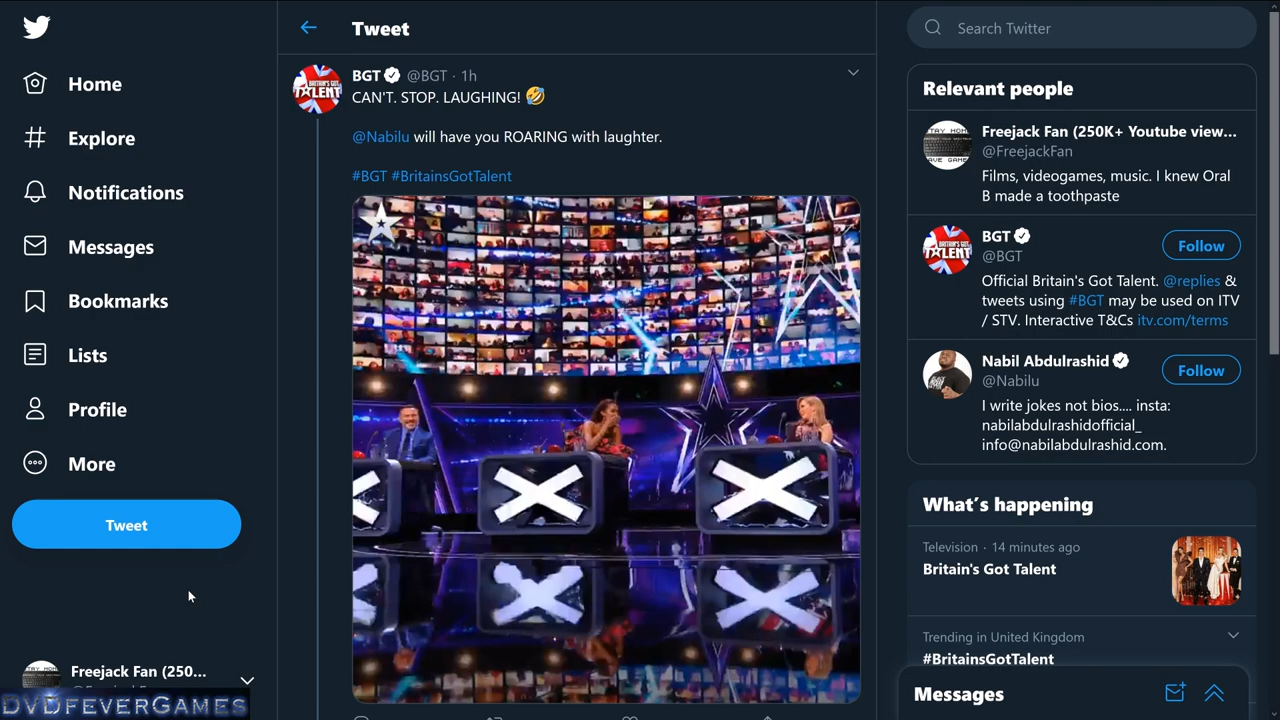 Home
Explore
Notifications
Messages
Bookmarks
Lists
Profile
More
Tweet
Freejack Fan (250...
DVDfeverGames
Tweet
BRITAIN'S GOT TALENT
BGT @BGT · 1h
CAN'T. STOP. LAUGHING! 🤣
@Nabilu will have you ROARING with laughter.
#BGT #BritainsGotTalent
Search Twitter
Relevant people
Freejack Fan (250K+ Youtube view...
@FreejackFan
Films, videogames, music. I knew Oral
B made a toothpaste
BGT
@BGT
Follow
Official Britain's Got Talent. @replies &
tweets using #BGT may be used on ITV
/ STV. Interactive T&Cs itv.com/terms
Nabil Abdulrashid
@Nabilu
Follow
I write jokes not bios.... insta:
nabilabdulrashidofficial_
info@nabilabdulrashid.com.
What's happening
Television · 14 minutes ago
Britain's Got Talent
Trending in United Kingdom
#BritainsGotTalent
Messages